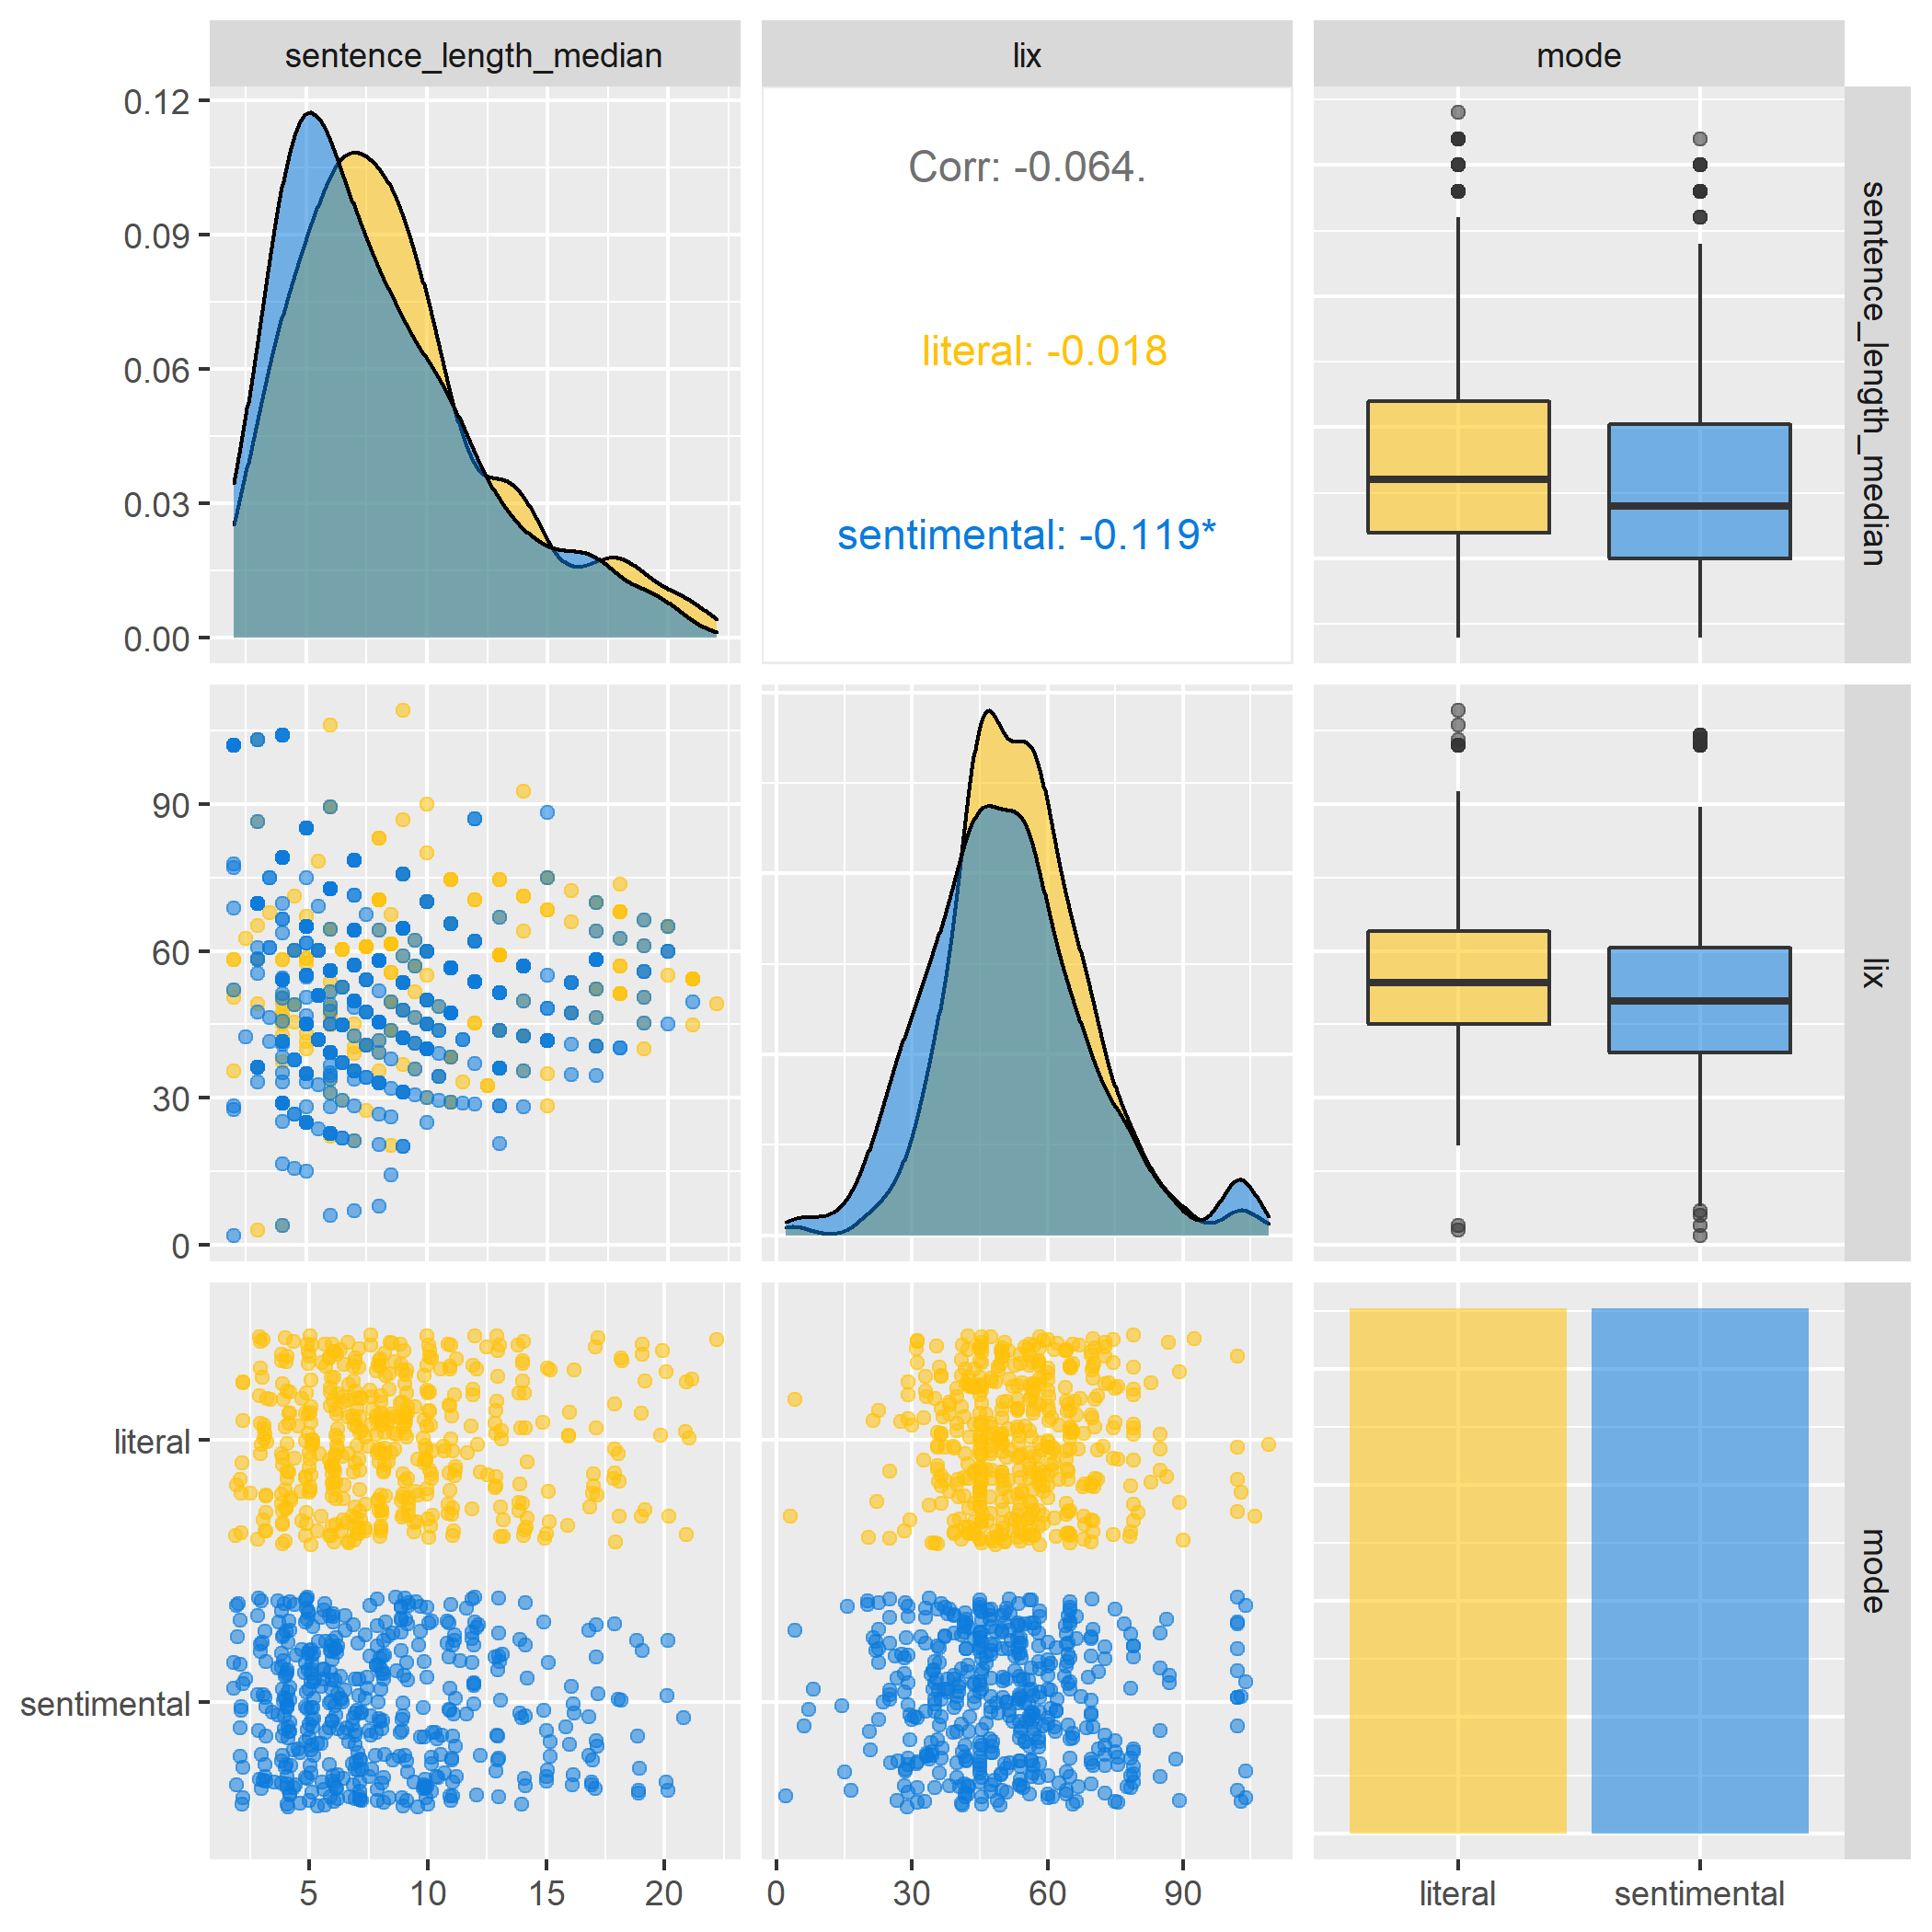 sentence_length_median
lix
mode
0.12
0.09
0.06
0.03
0.00
Corr: -0.064.
literal: -0.018
sentimental: -0.119*
sentence_length_median
90
60
30
0
lix
literal
sentimental
mode
5 10 15 20
0 30 60 90
literal sentimental